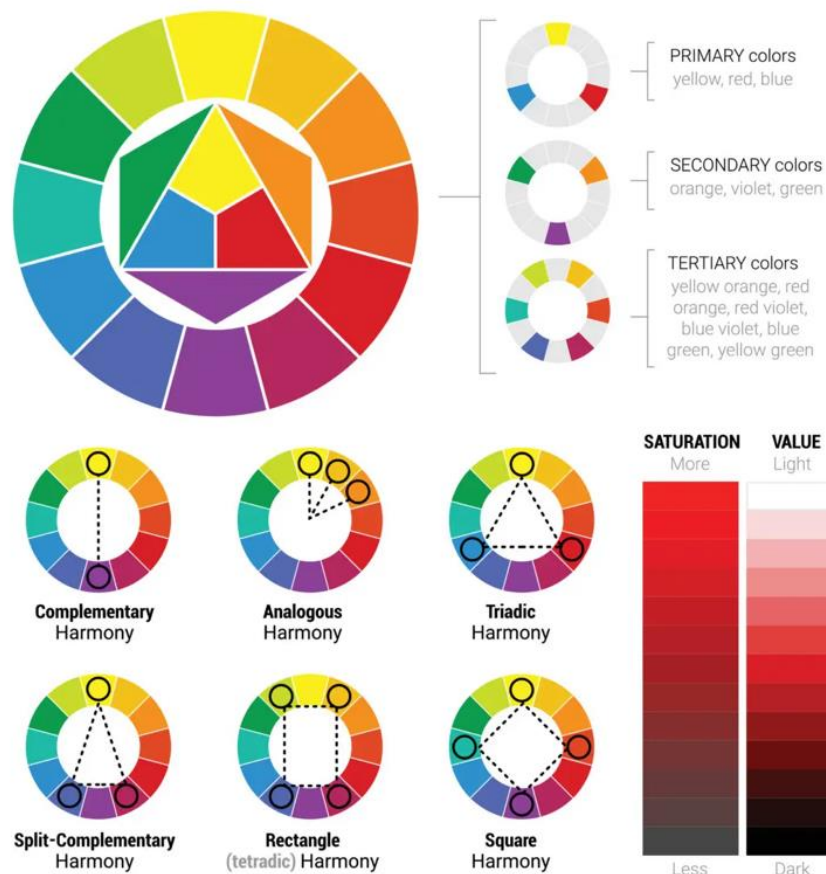 PRIMARY colors
yellow, red, blue
SECONDARY colors
orange, violet, green
TERTIARY colors
yellow orange, red
orange, red violet,
blue violet, blue
green, yellow green
Complementary
Harmony
Analogous
Harmony
Triadic
Harmony
Split-Complementary
Harmony
Rectangle
(tetradic) Harmony
Square
Harmony
SATURATION
More
Less
VALUE
Light
Dark